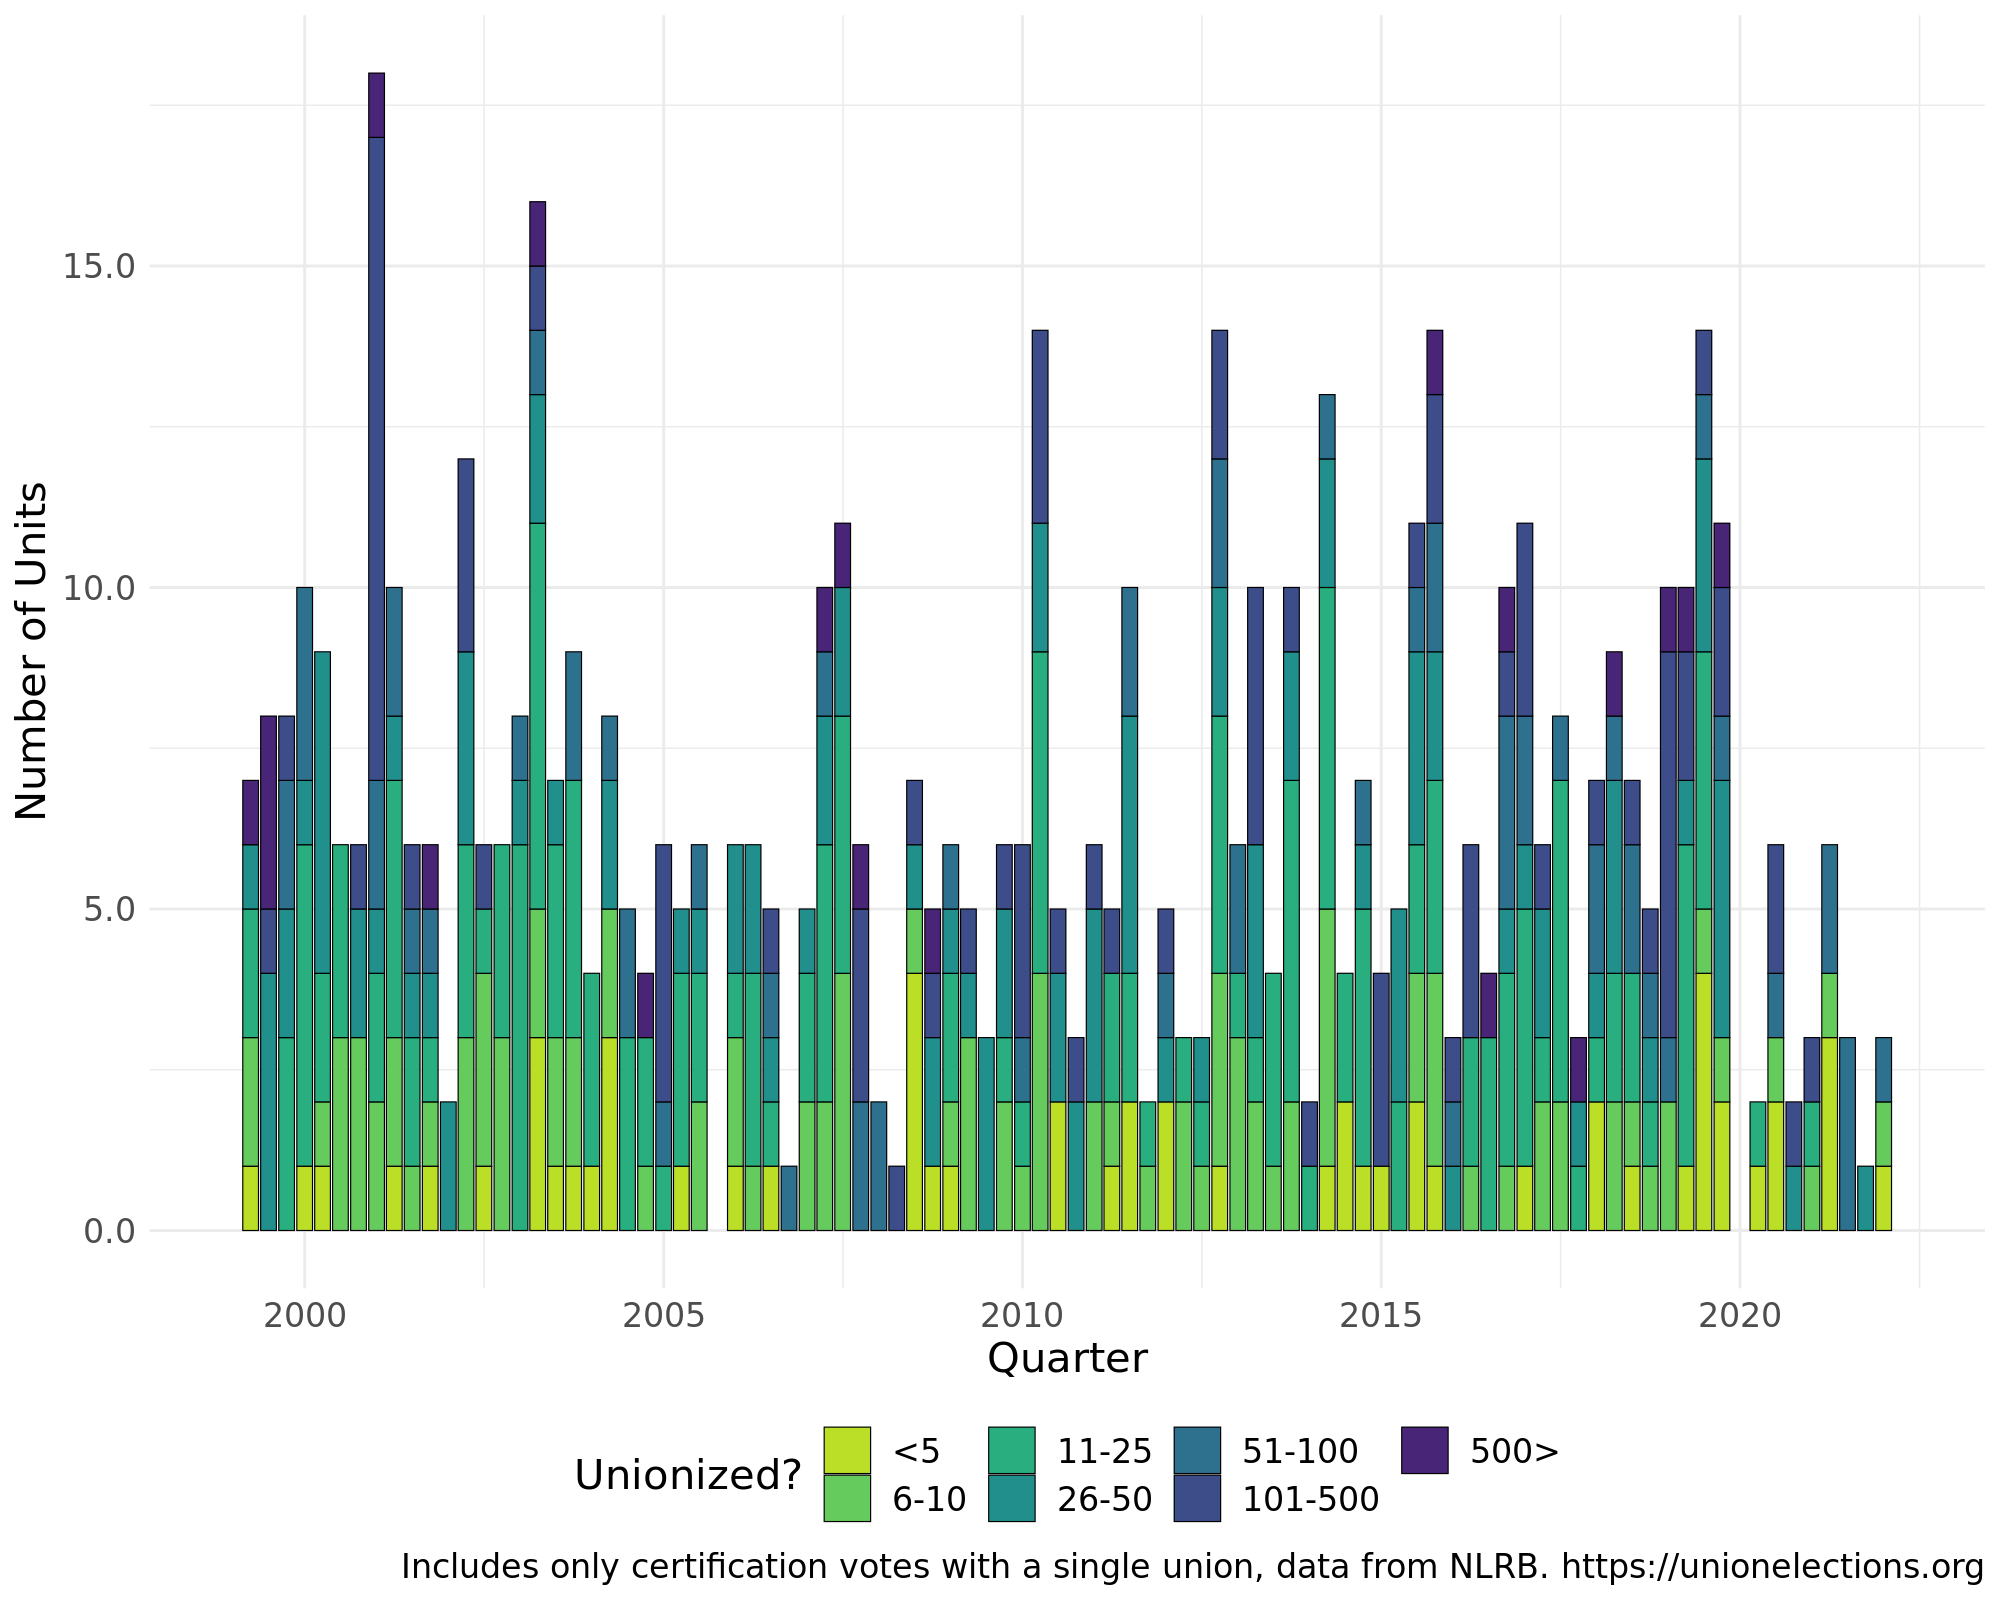 Number of Units
15.0
10.0
5.0
0.0
2000 2005 2010 2015 2020
Quarter
Unionized?
<5 11-25 51-100 500>
6-10 26-50 101-500
Includes only certification votes with a single union, data from NLRB. https://unionelections.org